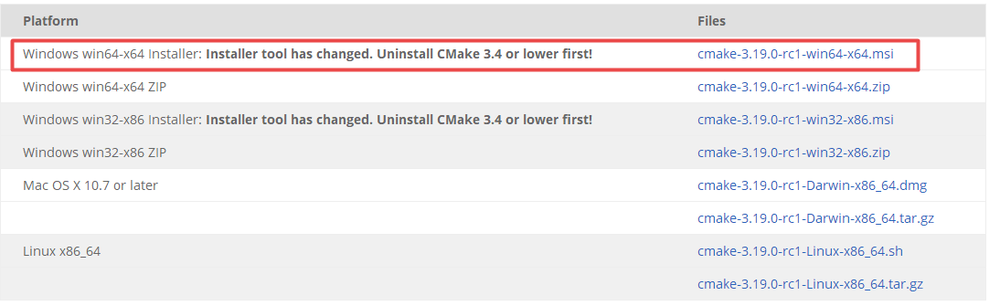 Platform Files
Windows win64-x64 Installer: Installer tool has changed. Uninstall CMake 3.4 or lower first! cmake-3.19.0-rc1-win64-x64.msi
Windows win64-x64 ZIP cmake-3.19.0-rc1-win64-x64.zip
Windows win32-x86 Installer: Installer tool has changed. Uninstall CMake 3.4 or lower first! cmake-3.19.0-rc1-win32-x86.msi
Windows win32-x86 ZIP cmake-3.19.0-rc1-win32-x86.zip
Mac OS X 10.7 or later cmake-3.19.0-rc1-Darwin-x86_64.dmg
cmake-3.19.0-rc1-Darwin-x86_64.tar.gz
Linux x86_64 cmake-3.19.0-rc1-Linux-x86_64.sh
cmake-3.19.0-rc1-Linux-x86_64.tar.gz